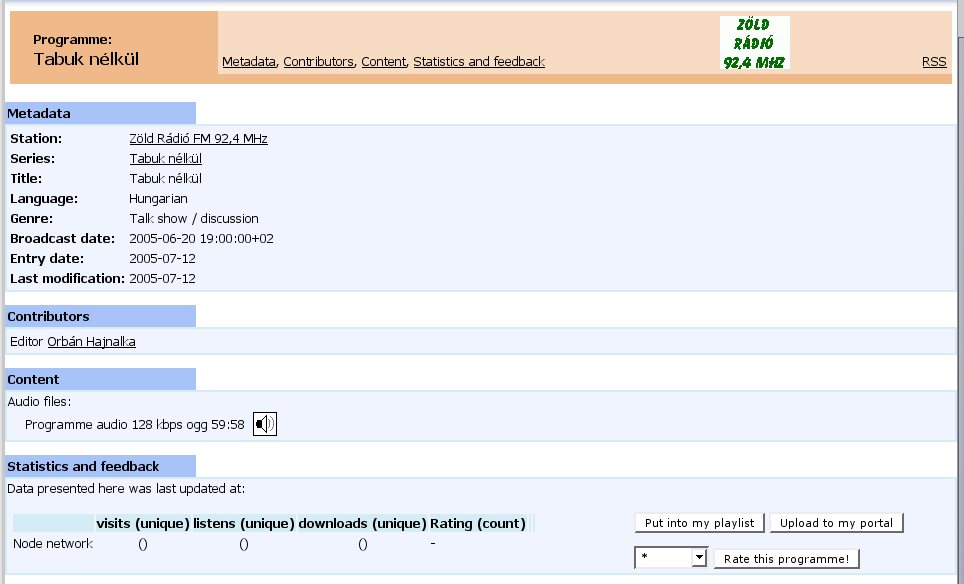 Programme:
Tabuk nélkül
Metadata, Contributors, Content, Statistics and feedback
ZÖLD
RÁDIÓ
92,4 MHZ
RSS
Metadata
Station: Zöld Rádió FM 92,4 MHz
Series: Tabuk nélkül
Title: Tabuk nélkül
Language: Hungarian
Genre: Talk show / discussion
Broadcast date: 2005-06-20 19:00:00+02
Entry date: 2005-07-12
Last modification: 2005-07-12
Contributors
Editor Orbán Hajnalka
Content
Audio files:
Programme audio 128 kbps ogg 59:58
Statistics and feedback
Data presented here was last updated at:
visits (unique) listens (unique) downloads (unique) Rating (count)
Node network () () () -
Put into my playlist Upload to my portal
* Rate this programme!